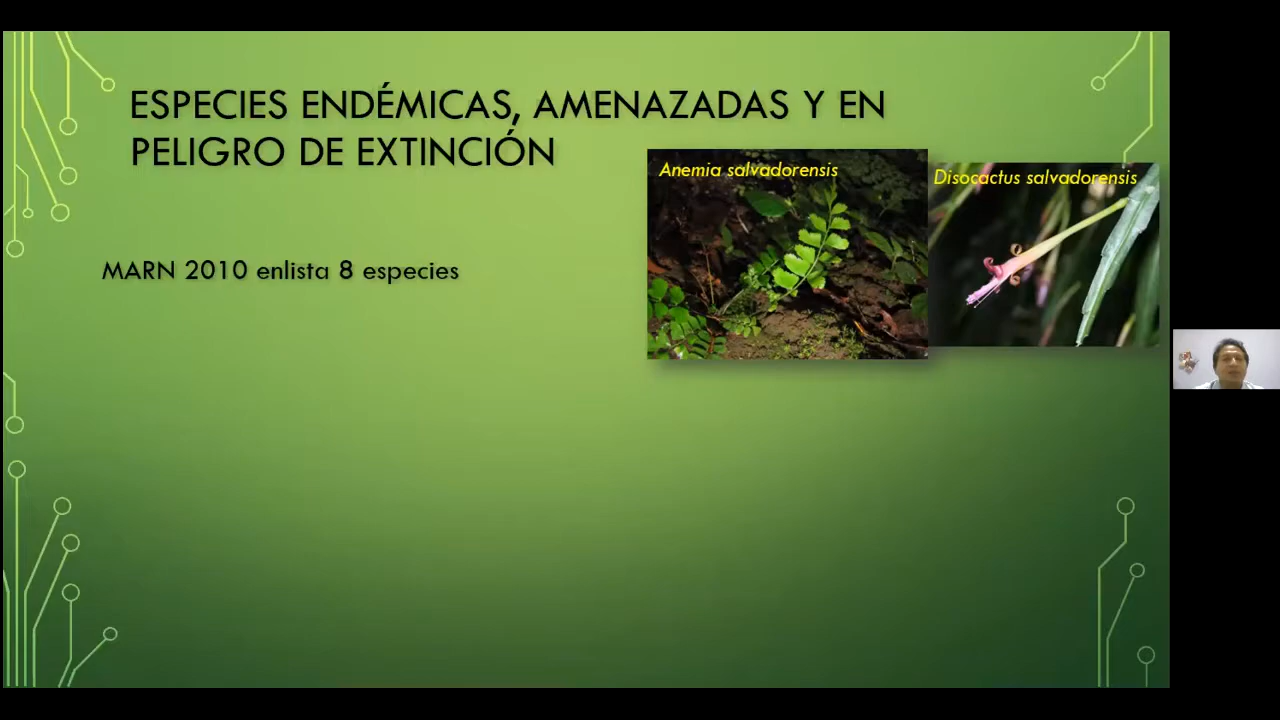 ESPECIES ENDÉMICAS, AMENAZADAS Y EN
PELIGRO DE EXTINCIÓN
Anemia salvadorensis
Disocactus salvadorensis
MARN 2010 enlista 8 especies